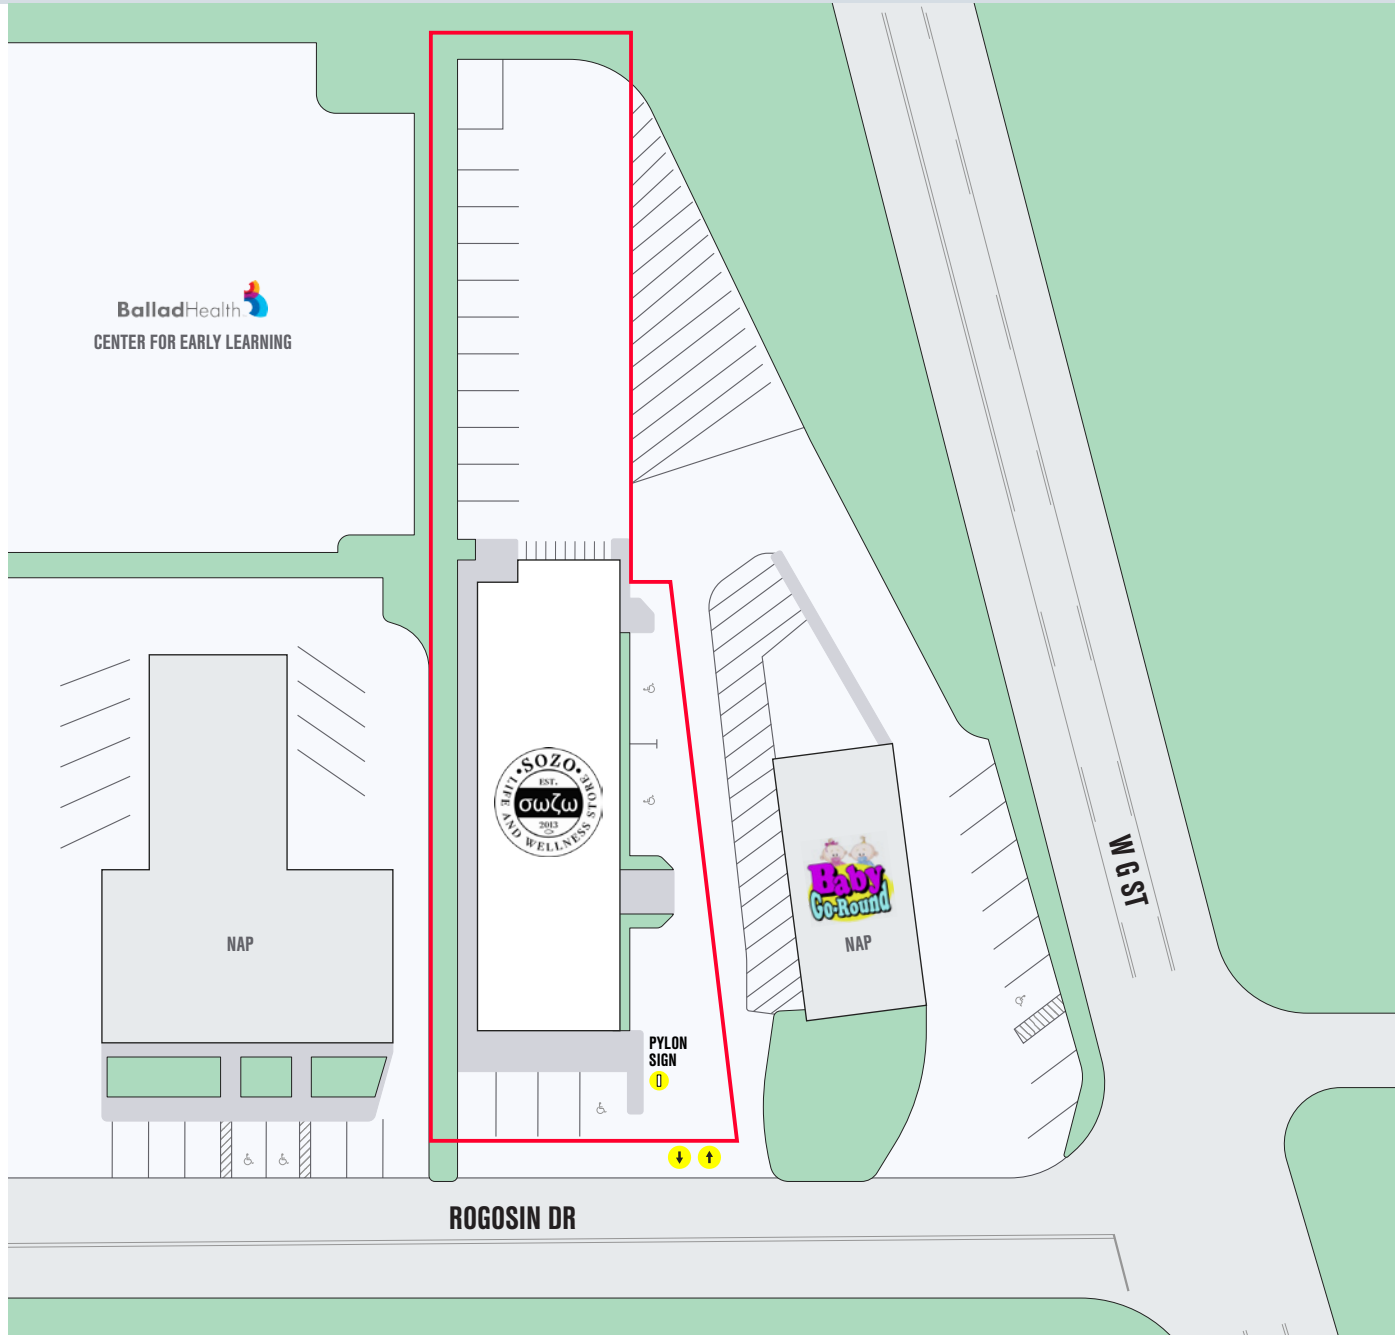 BalladHealth
CENTER FOR EARLY LEARNING
•SOZO•
LIFE AND WELLNESS STORE
EST.
σωζω
2013
Baby
Go-Round
NAP
NAP
W G ST
PYLON
SIGN
ROGOSIN DR